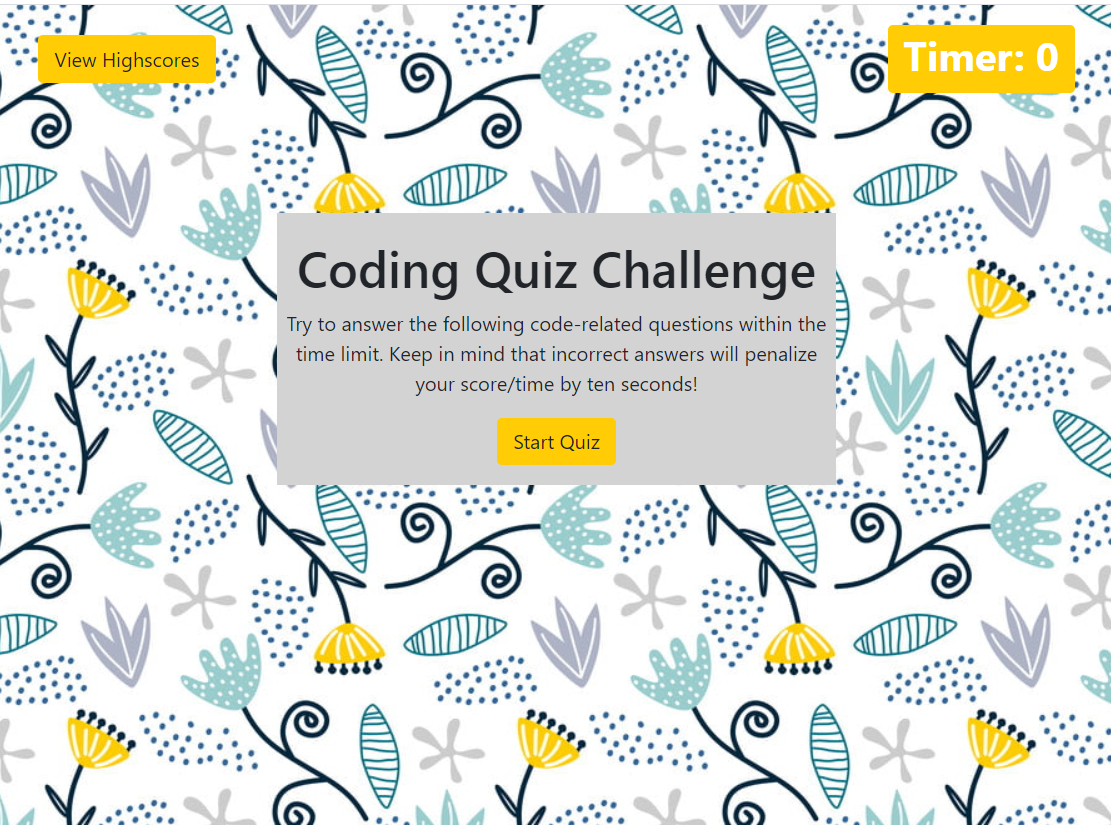 View Highscores
Timer: 0
Coding Quiz Challenge
Try to answer the following code-related questions within the
time limit. Keep in mind that incorrect answers will penalize
your score/time by ten seconds!
Start Quiz